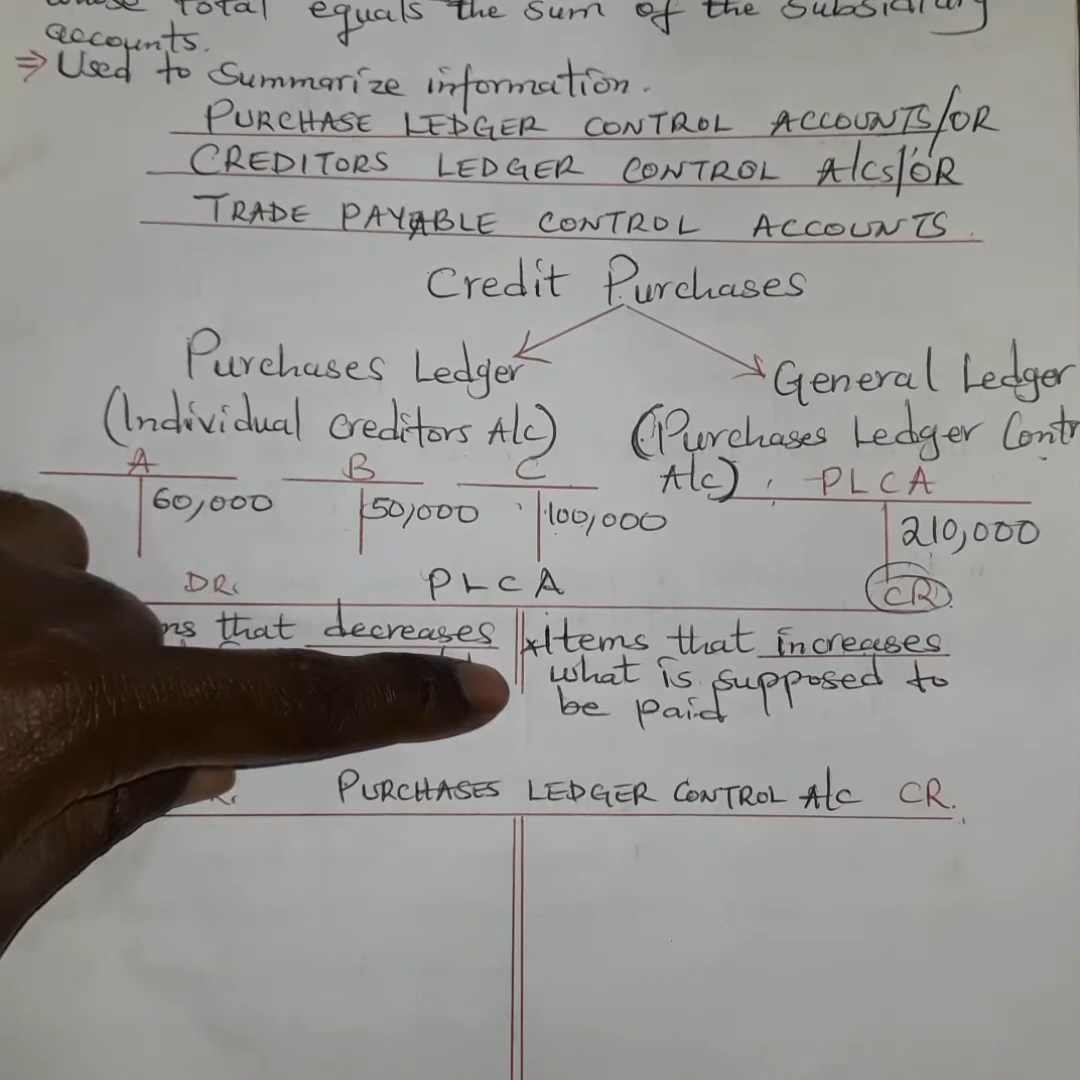 total equals the sum of the subsidiary
accounts.
⇒ Used to Summarize information.
PURCHASE LEDGER CONTROL ACCOUNTS/OR
CREDITORS LEDGER CONTROL A/Cs/OR
TRADE PAYABLE CONTROL ACCOUNTS.
Credit Purchases
Purchases Ledger
General Ledger
(Individual Creditors A/c)
(Purchases Ledger Contr
A/c)
A
B
C
PLCA
60,000
50,000
100,000
210,000
DR.
PLCA
CR.
that decreases
*Items that increases
what is supposed to
be paid
PURCHASES LEDGER CONTROL A/C CR.